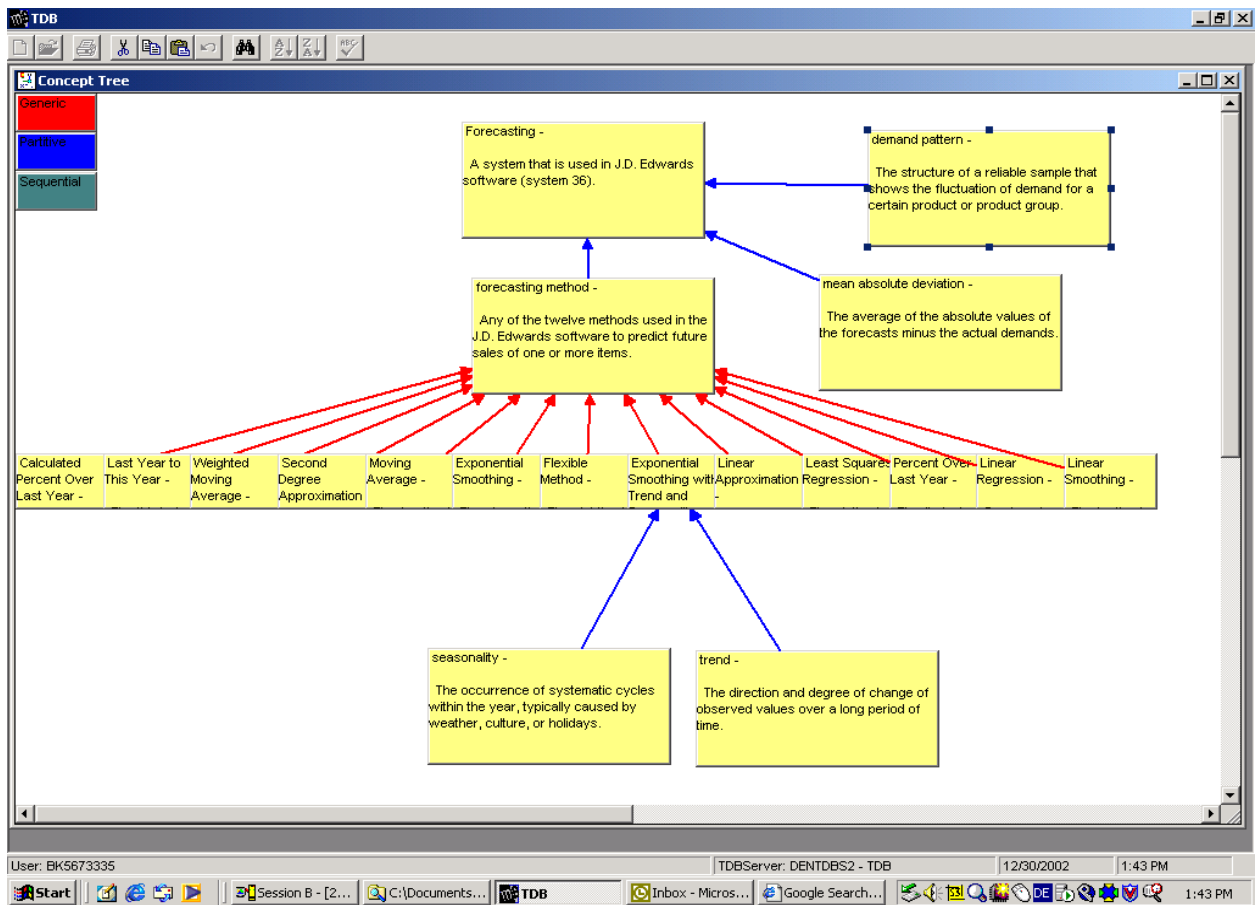 TDB
Concept Tree
Generic
Partitive
Sequential
Forecasting -
A system that is used in J.D. Edwards
software (system 36).
demand pattern -
The structure of a reliable sample that
shows the fluctuation of demand for a
certain product or product group.
forecasting method -
Any of the twelve methods used in the
J.D. Edwards software to predict future
sales of one or more items.
mean absolute deviation -
The average of the absolute values of
the forecasts minus the actual demands.
Calculated
Percent Over
Last Year -
Last Year to
This Year -
Weighted
Moving
Average -
Second
Degree
Approximation
Moving
Average -
Exponential
Smoothing -
Flexible
Method -
Exponential
Smoothing with
Trend and
Linear
Approximation
-
Least Squares
Regression -
Percent Over
Last Year -
Linear
Regression -
Linear
Smoothing -
seasonality -
The occurrence of systematic cycles
within the year, typically caused by
weather, culture, or holidays.
trend -
The direction and degree of change of
observed values over a long period of
time.
User: BK5673335
TDBServer: DENTDBS2 - TDB
12/30/2002
1:43 PM
Start
Session B - [2...
C:\Documents...
TDB
Inbox - Micros...
Google Search...
DE
1:43 PM